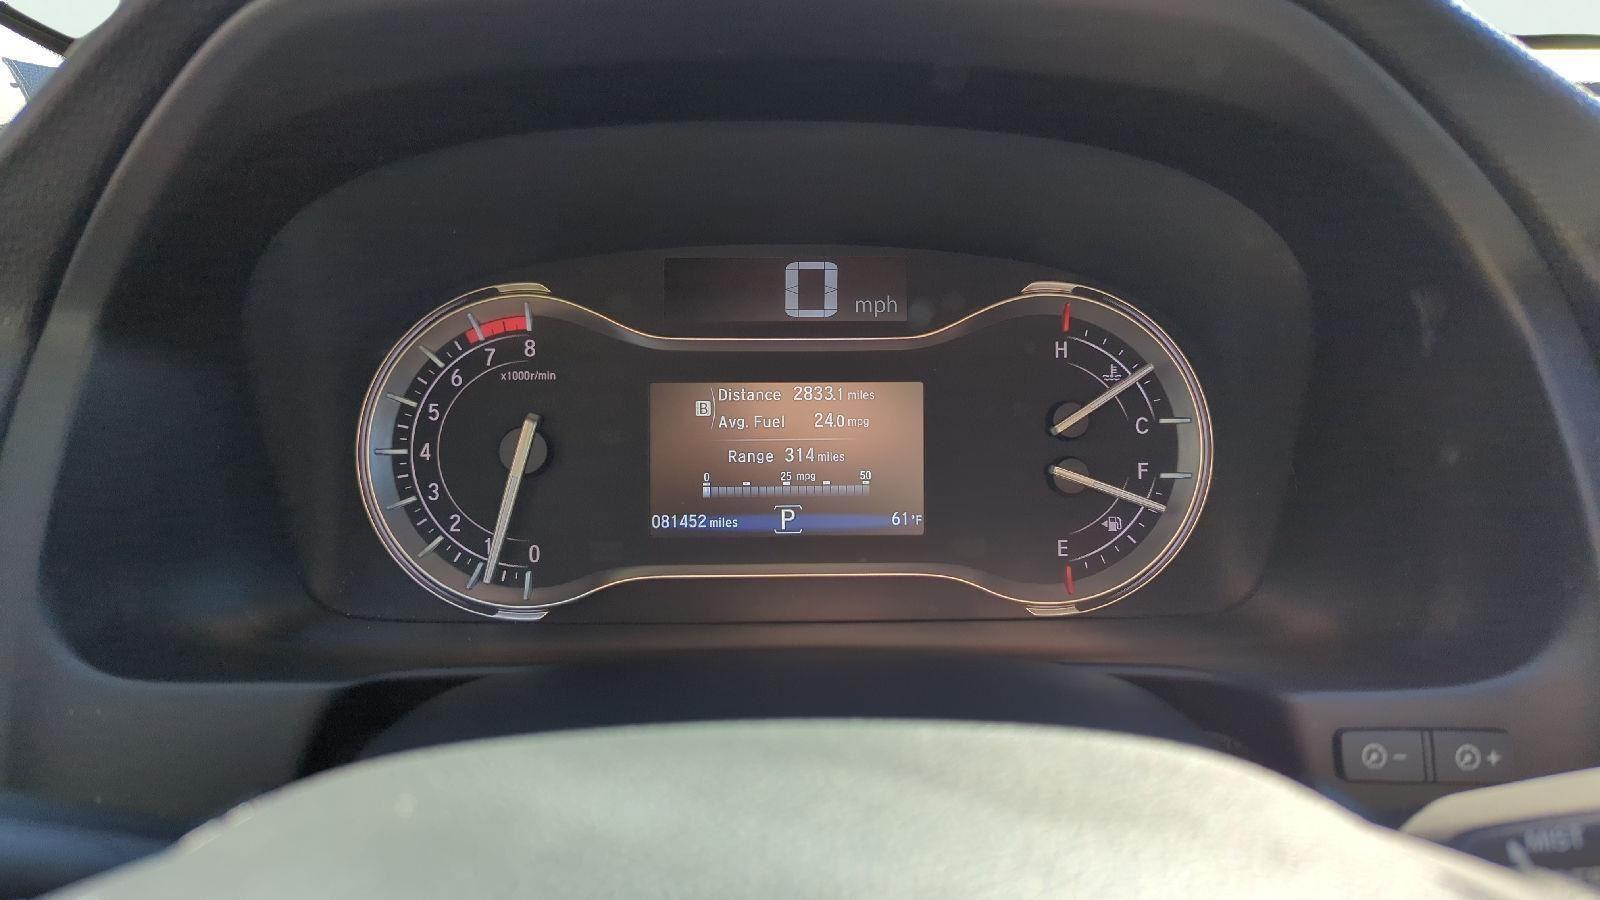 0 mph
8
7
6
x1000r/min
5
4
3
2
1
0
B
Distance 2833.1 miles
Avg. Fuel 24.0 mpg
Range 314 miles
0 25 mpg 50
081452 miles P 61°F
H
C
F
E
- +
MIST